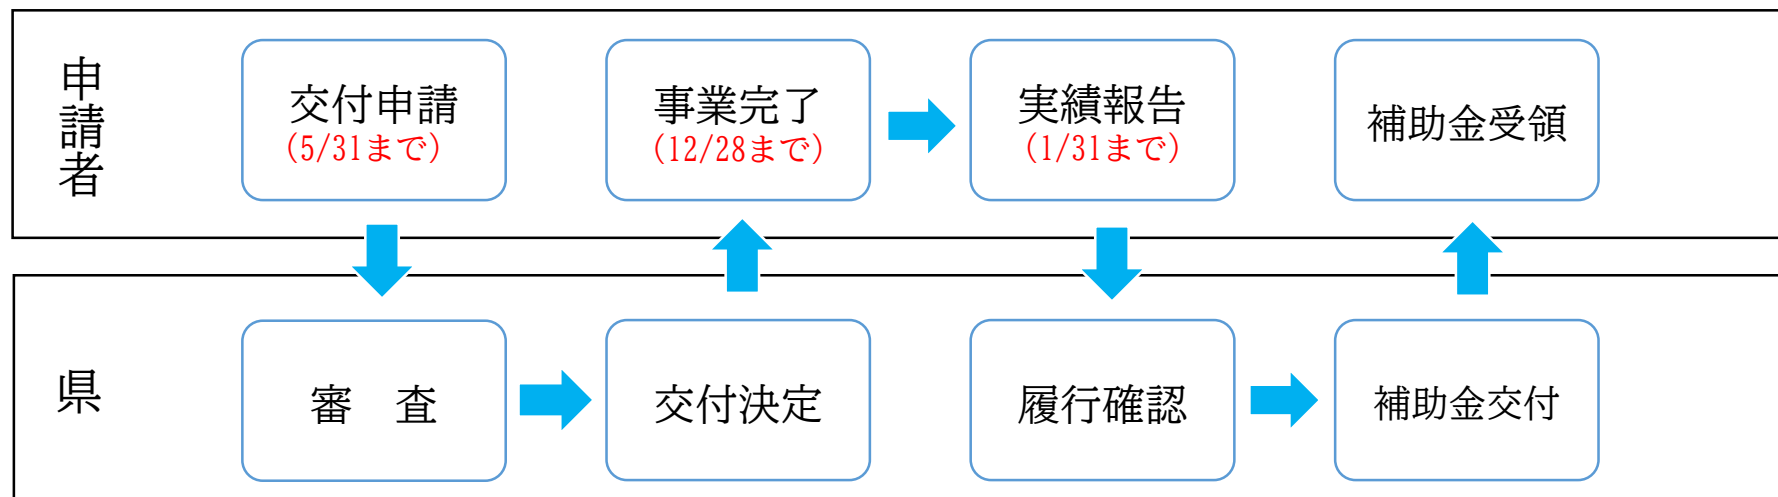 申請者
交付申請
(5/31まで)
事業完了
(12/28まで)
実績報告
(1/31まで)
補助金受領
県
審　査
交付決定
履行確認
補助金交付